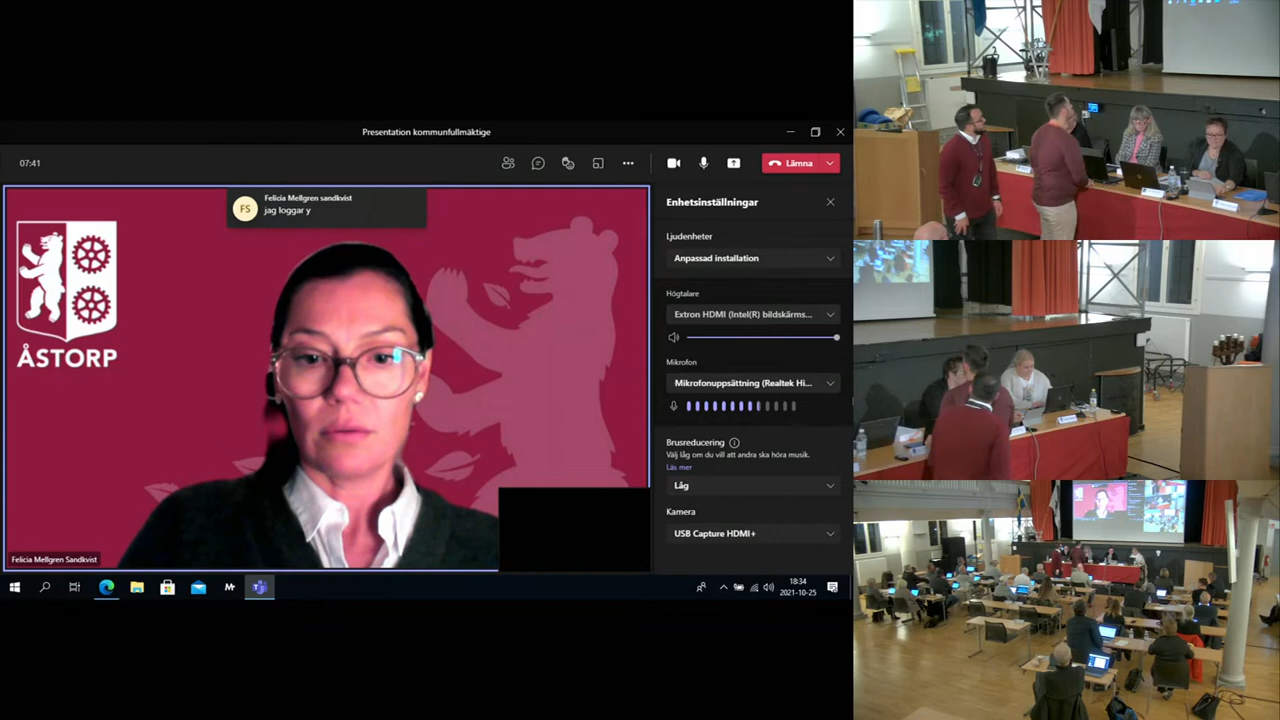 Presentation kommunfullmäktige
07:41
Lämna
FS
Felicia Mellgren sandkvist
jag loggar y
ÅSTORP
Felicia Mellgren Sandkvist
Enhetsinställningar
Ljudenheter
Anpassad installation
Högtalare
Extron HDMI (Intel(R) bildskärms...
Mikrofon
Mikrofonuppsättning (Realtek Hi...
Brusreducering
Välj låg om du vill att andra ska höra musik.
Läs mer
Låg
Kamera
USB Capture HDMI+
18:34
2021-10-25